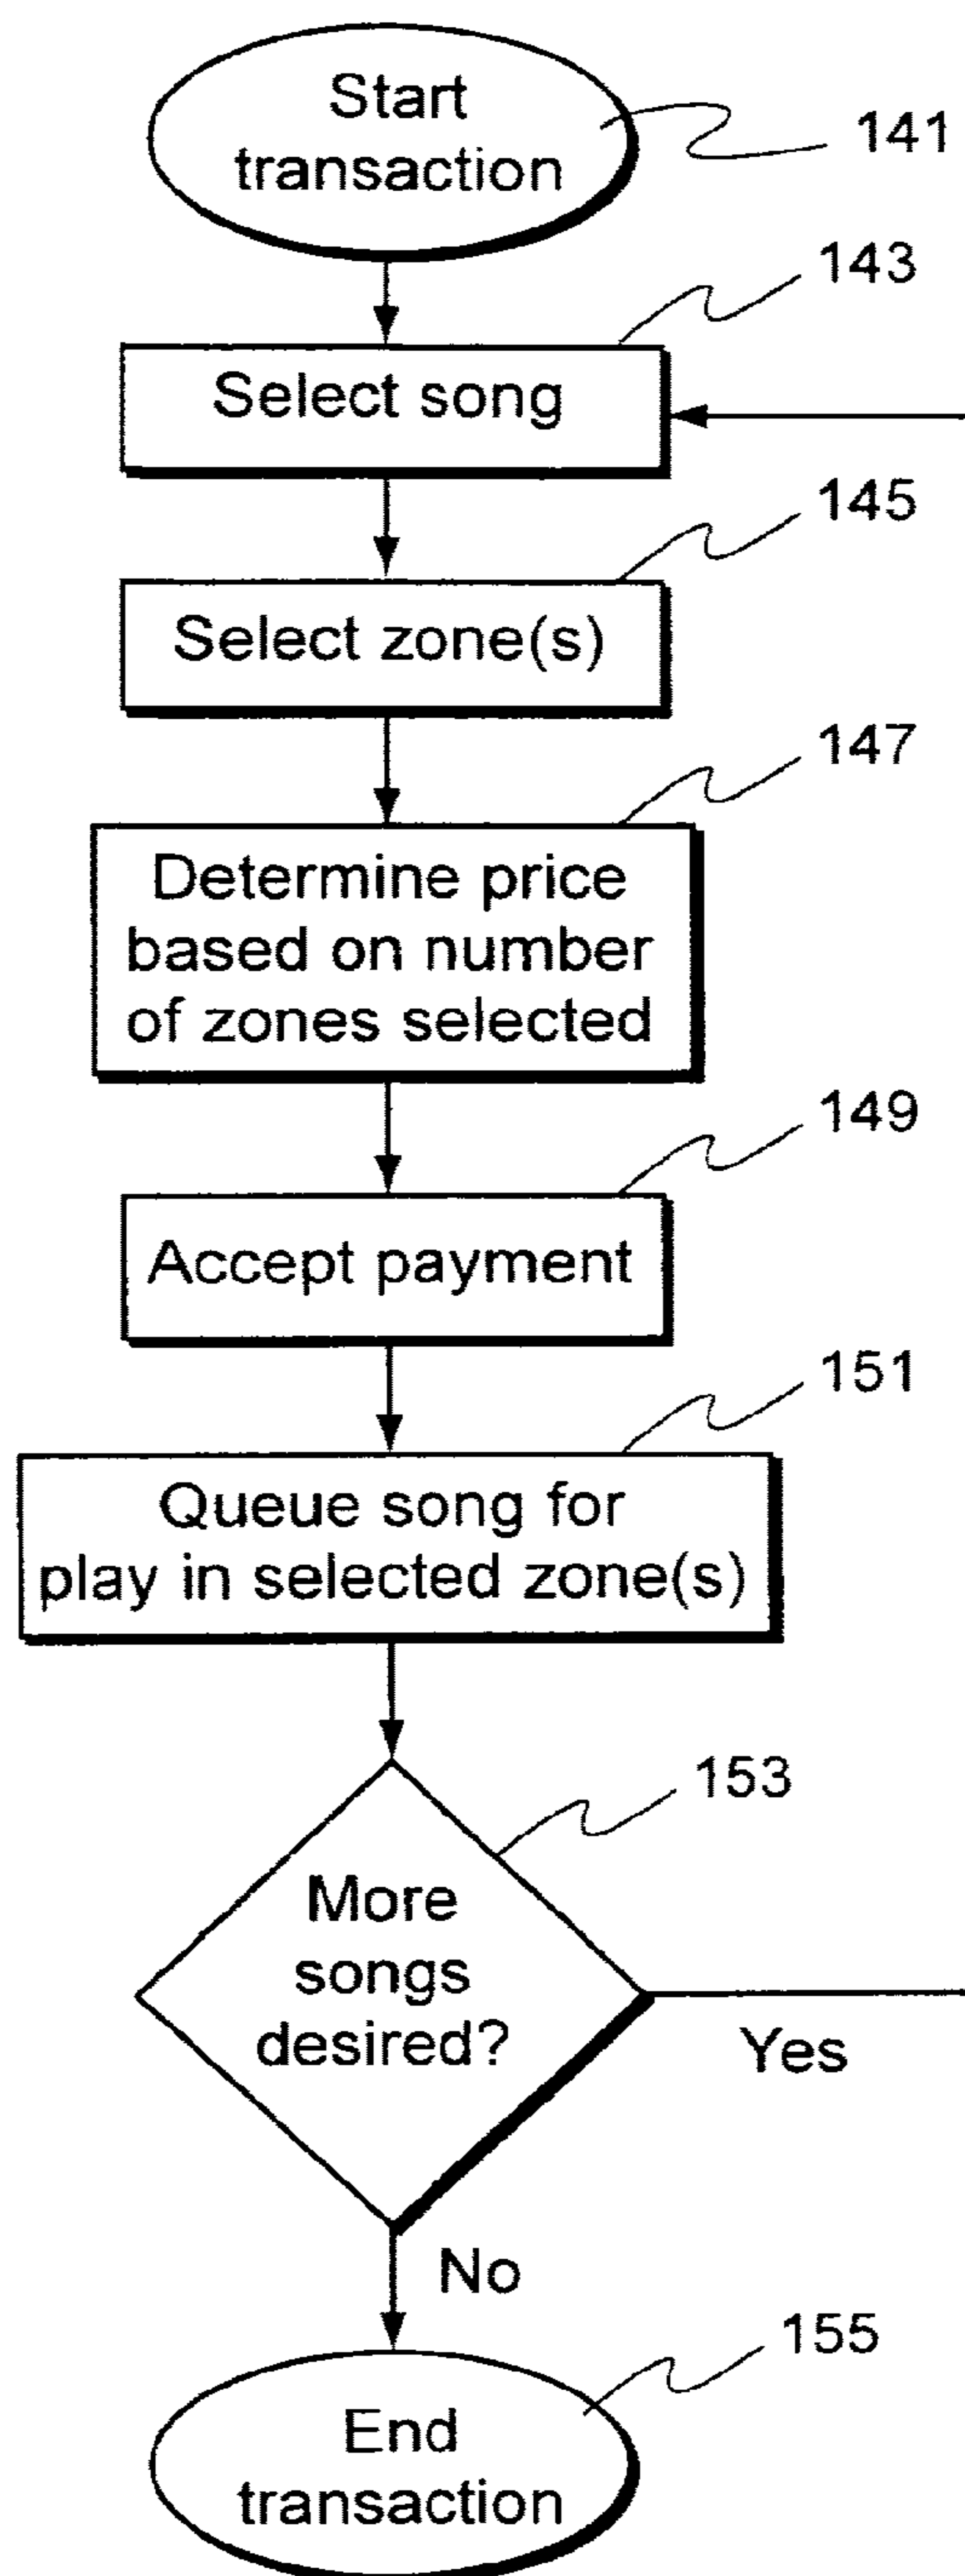 Start
transaction
141
143
Select song
145
Select zone(s)
147
Determine price
based on number
of zones selected
149
Accept payment
151
Queue song for
play in selected zone(s)
153
More
songs
desired?
Yes
No
155
End
transaction